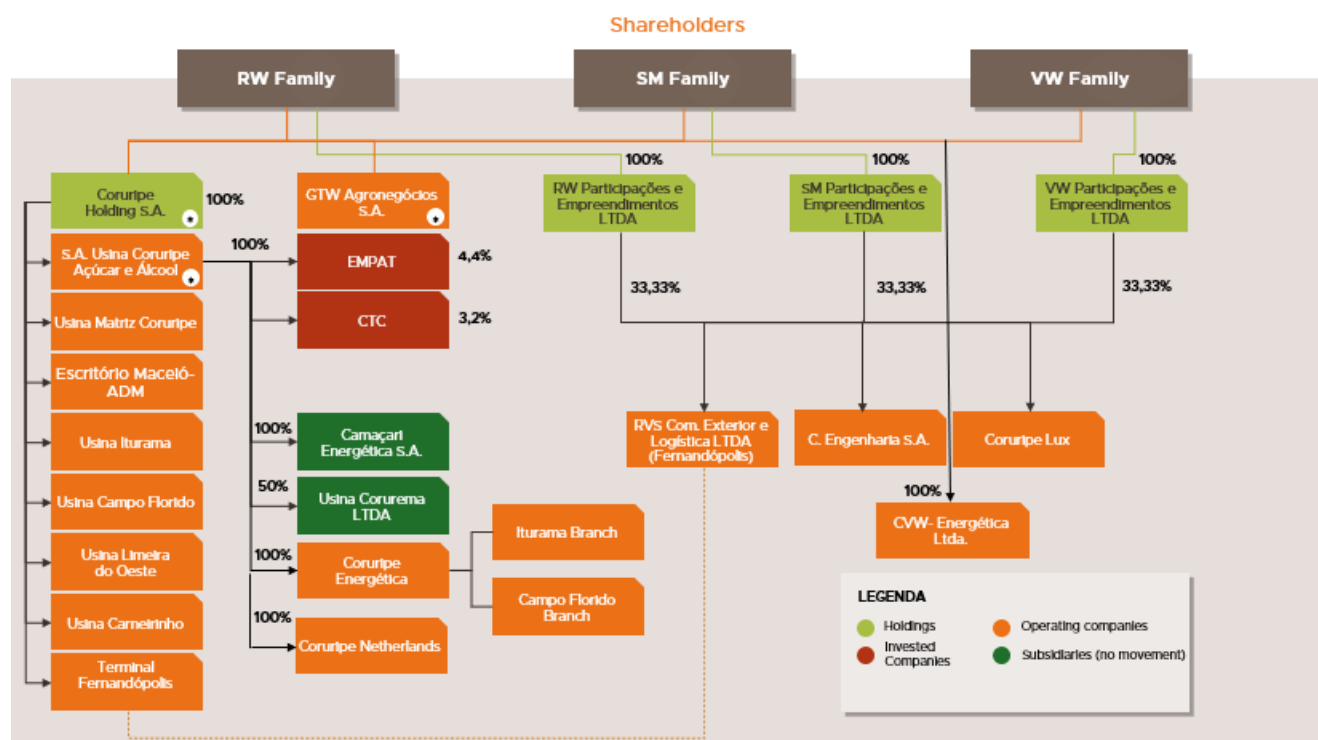 Shareholders
RW Family
SM Family
VW Family
100%
100%
100%
Coruripe
Holding S.A.
100%
GTW Agronegócios
S.A.
RW Participações e
Empreendimentos
LTDA
SM Participações e
Empreendimentos
LTDA
VW Participações e
Empreendimentos
LTDA
S.A. Usina Coruripe
Açúcar e Álcool
100%
EMPAT
4,4%
33,33%
33,33%
33,33%
Usina Matriz Coruripe
CTC
3,2%
Escritório Maceló-
ADM
Usina Iturama
100%
Camaçari
Energética S.A.
RVS Com. Exterior e
Logística LTDA
(Fernandópolis)
C. Engenharia S.A.
Coruripe Lux
Usina Campo Florido
50%
Usina Corurema
LTDA
Iturama Branch
100%
CVW- Energética
Ltda.
Usina Limeira
do Oeste
100%
Coruripe
Energética
Campo Florido
Branch
Usina Carneirinho
100%
Coruripe Netherlands
Terminal
Fernandópolis
LEGENDA
Holdings
Operating companies
Invested
Companies
Subsidiaries (no movement)